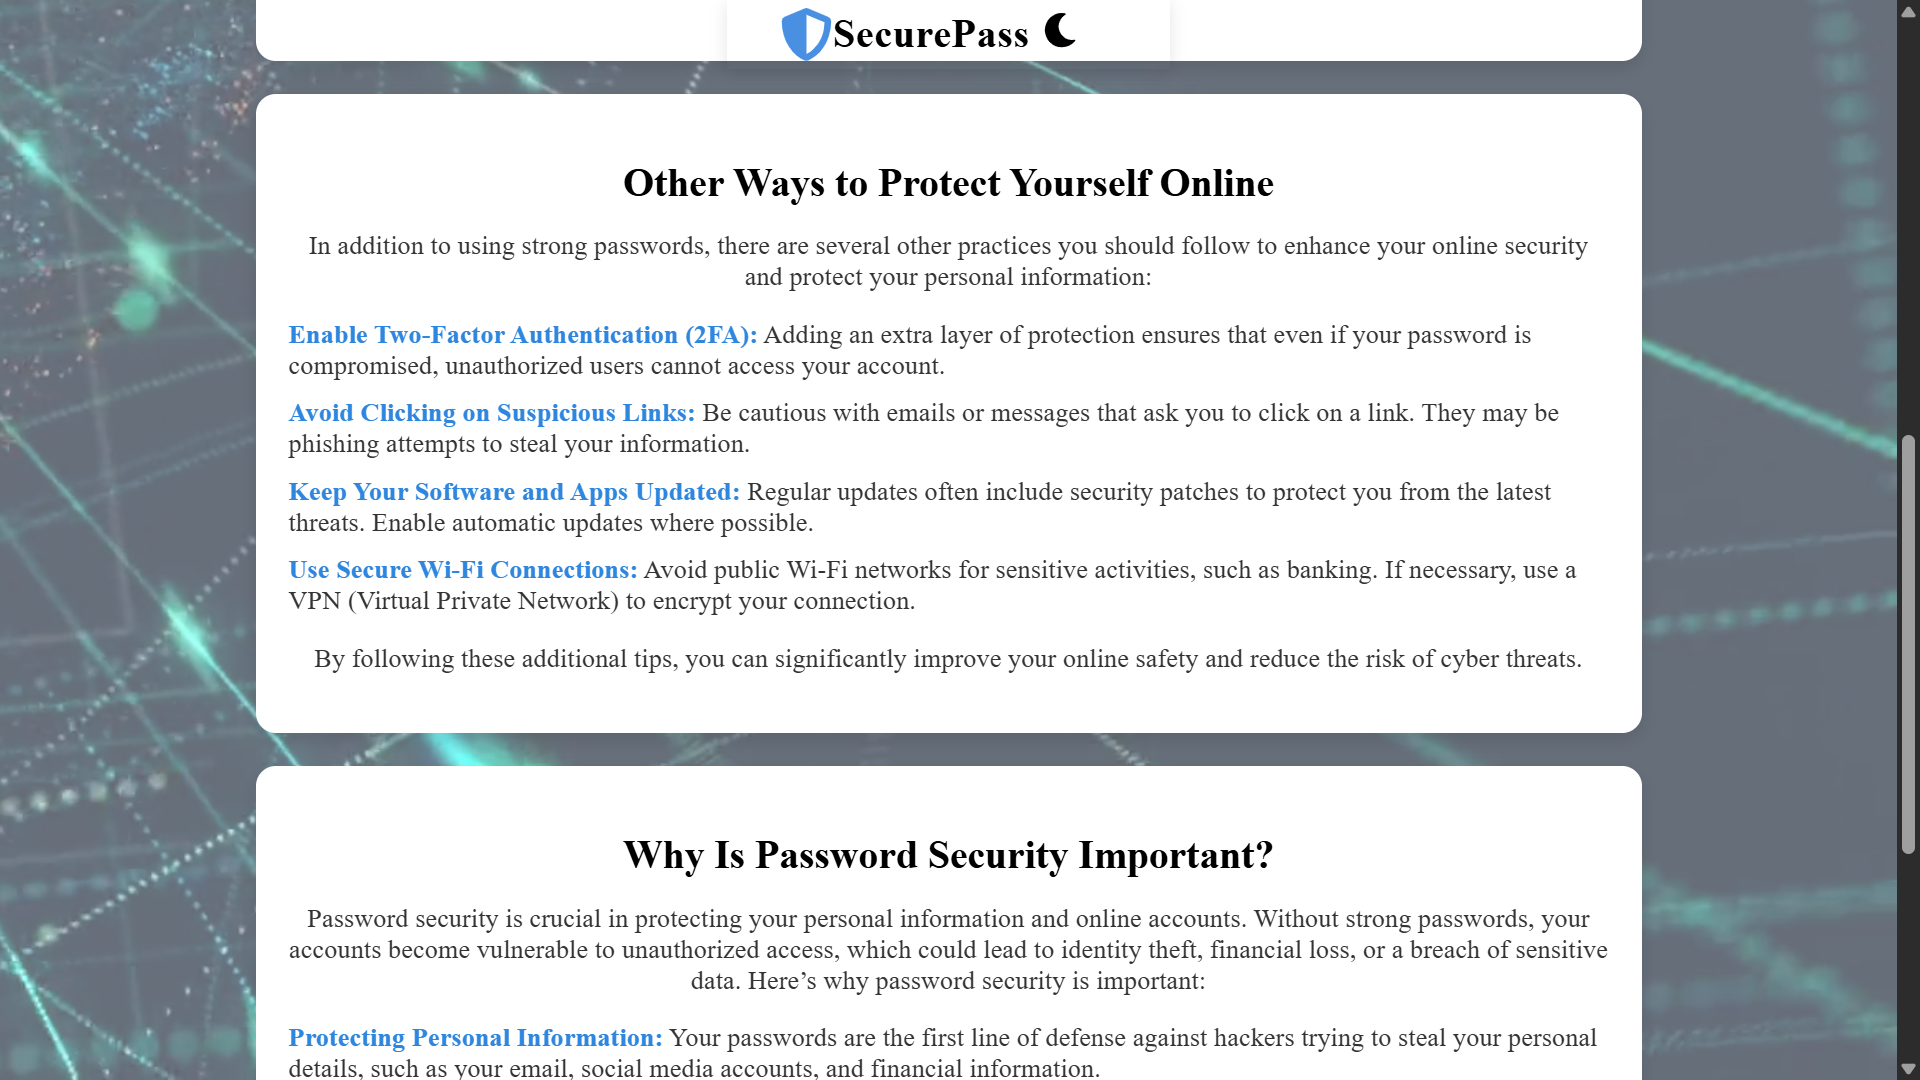 SecurePass
Other Ways to Protect Yourself Online
In addition to using strong passwords, there are several other practices you should follow to enhance your online security
and protect your personal information:
Enable Two-Factor Authentication (2FA): Adding an extra layer of protection ensures that even if your password is
compromised, unauthorized users cannot access your account.
Avoid Clicking on Suspicious Links: Be cautious with emails or messages that ask you to click on a link. They may be
phishing attempts to steal your information.
Keep Your Software and Apps Updated: Regular updates often include security patches to protect you from the latest
threats. Enable automatic updates where possible.
Use Secure Wi-Fi Connections: Avoid public Wi-Fi networks for sensitive activities, such as banking. If necessary, use a
VPN (Virtual Private Network) to encrypt your connection.
By following these additional tips, you can significantly improve your online safety and reduce the risk of cyber threats.
Why Is Password Security Important?
Password security is crucial in protecting your personal information and online accounts. Without strong passwords, your
accounts become vulnerable to unauthorized access, which could lead to identity theft, financial loss, or a breach of sensitive
data. Here’s why password security is important:
Protecting Personal Information: Your passwords are the first line of defense against hackers trying to steal your personal
details, such as your email, social media accounts, and financial information.